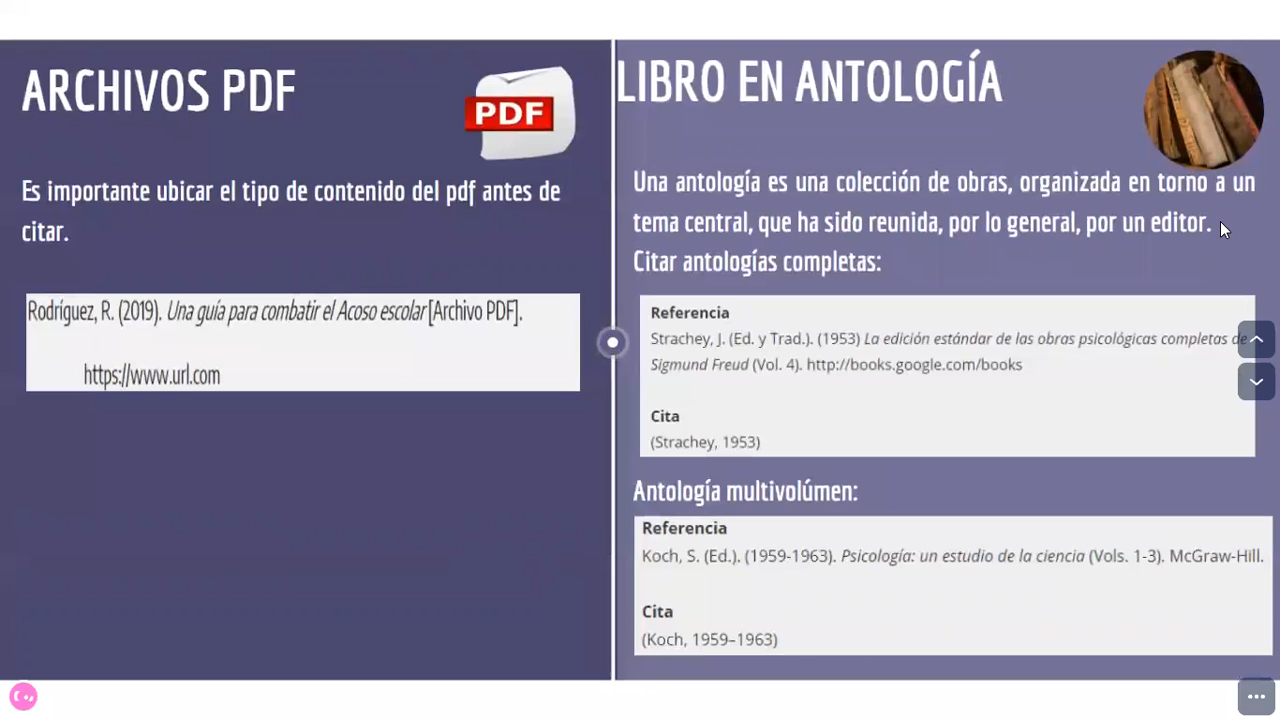 ARCHIVOS PDF
PDF
Es importante ubicar el tipo de contenido del pdf antes de
citar.
Rodríguez, R. (2019). Una guía para combatir el Acoso escolar [Archivo PDF].
https://www.url.com
LIBRO EN ANTOLOGÍA
Una antología es una colección de obras, organizada en torno a un
tema central, que ha sido reunida, por lo general, por un editor.
Citar antologías completas:
Referencia
Strachey, J. (Ed. y Trad.). (1953) La edición estándar de las obras psicológicas completas de
Sigmund Freud (Vol. 4). http://books.google.com/books
Cita
(Strachey, 1953)
Antología multivolúmen:
Referencia
Koch, S. (Ed.). (1959-1963). Psicología: un estudio de la ciencia (Vols. 1-3). McGraw-Hill.
Cita
(Koch, 1959–1963)